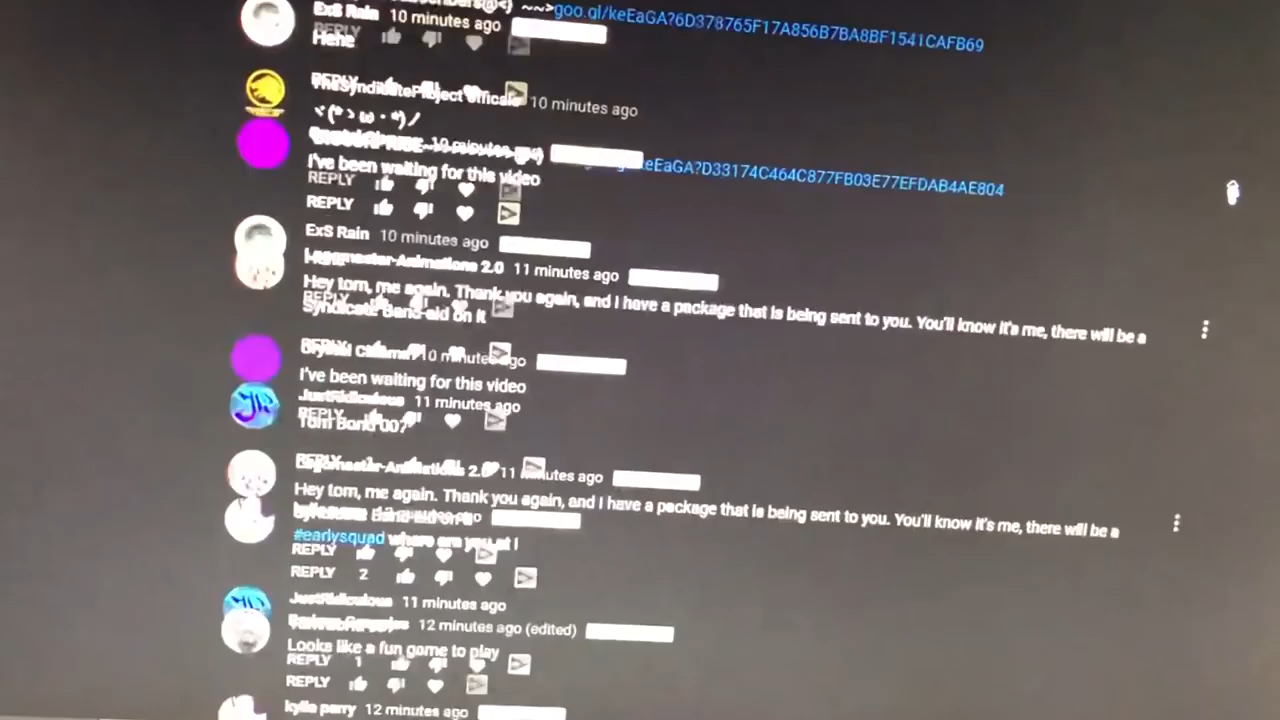 ~~>goo.gl/keEaGA?6D378765F17A856B7BA8BF1541CAFB69
ExS Rain 10 minutes ago
Hehe
REPLY
TheSyndicateProject 10 minutes ago
10 minutes ago
eEaGA?D33174C464C877FB03E77EFDAB4AE804
I've been waiting for this video
REPLY
REPLY
ExS Rain 10 minutes ago
Legomaster-Animations 2.0 11 minutes ago
Hey tom, me again. Thank you again, and I have a package that is being sent to you. You'll know it's me, there will be a
REPLY
Syndicate Band-aid on it
REPLY
10 minutes ago
I've been waiting for this video
JustRidiculous 11 minutes ago
REPLY
Tom Bond 007
REPLY
Legomaster-Animations 2.0 11 minutes ago
Hey tom, me again. Thank you again, and I have a package that is being sent to you. You'll know it's me, there will be a
#earlysquad where are you at !
REPLY
REPLY 2
JustRidiculous 11 minutes ago
12 minutes ago (edited)
Looks like a fun game to play
REPLY 1
REPLY
kylie parry 12 minutes ago